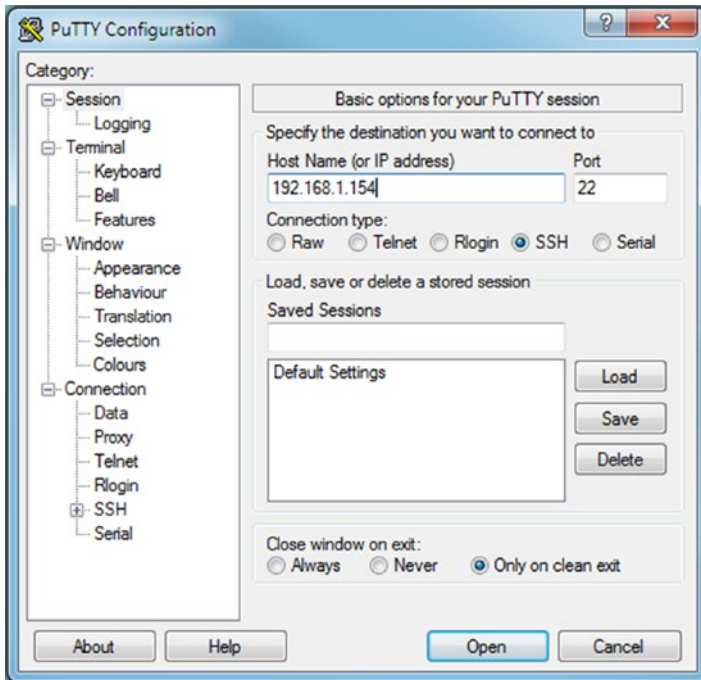 PuTTY Configuration
Category:
Session
Logging
Terminal
Keyboard
Bell
Features
Window
Appearance
Behaviour
Translation
Selection
Colours
Connection
Data
Proxy
Telnet
Rlogin
SSH
Serial
Basic options for your PuTTY session
Specify the destination you want to connect to
Host Name (or IP address) Port
192.168.1.154 22
Connection type:
Raw Telnet Rlogin SSH Serial
Load, save or delete a stored session
Saved Sessions
Default Settings
Load
Save
Delete
Close window on exit:
Always Never Only on clean exit
About Help Open Cancel